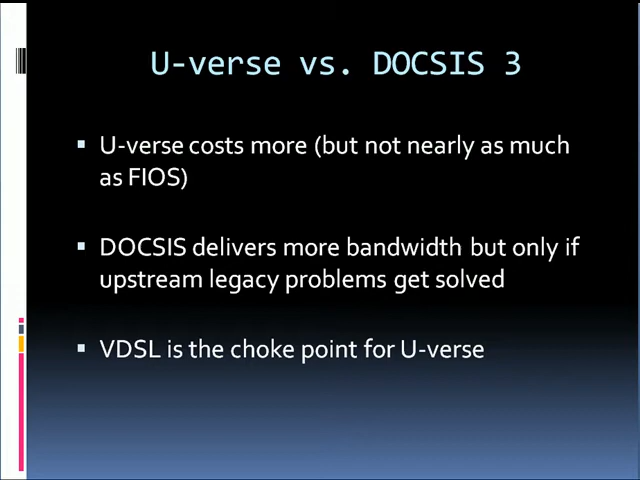 U-verse vs. DOCSIS 3
▪ U-verse costs more (but not nearly as much
as FIOS)
▪ DOCSIS delivers more bandwidth but only if
upstream legacy problems get solved
▪ VDSL is the choke point for U-verse